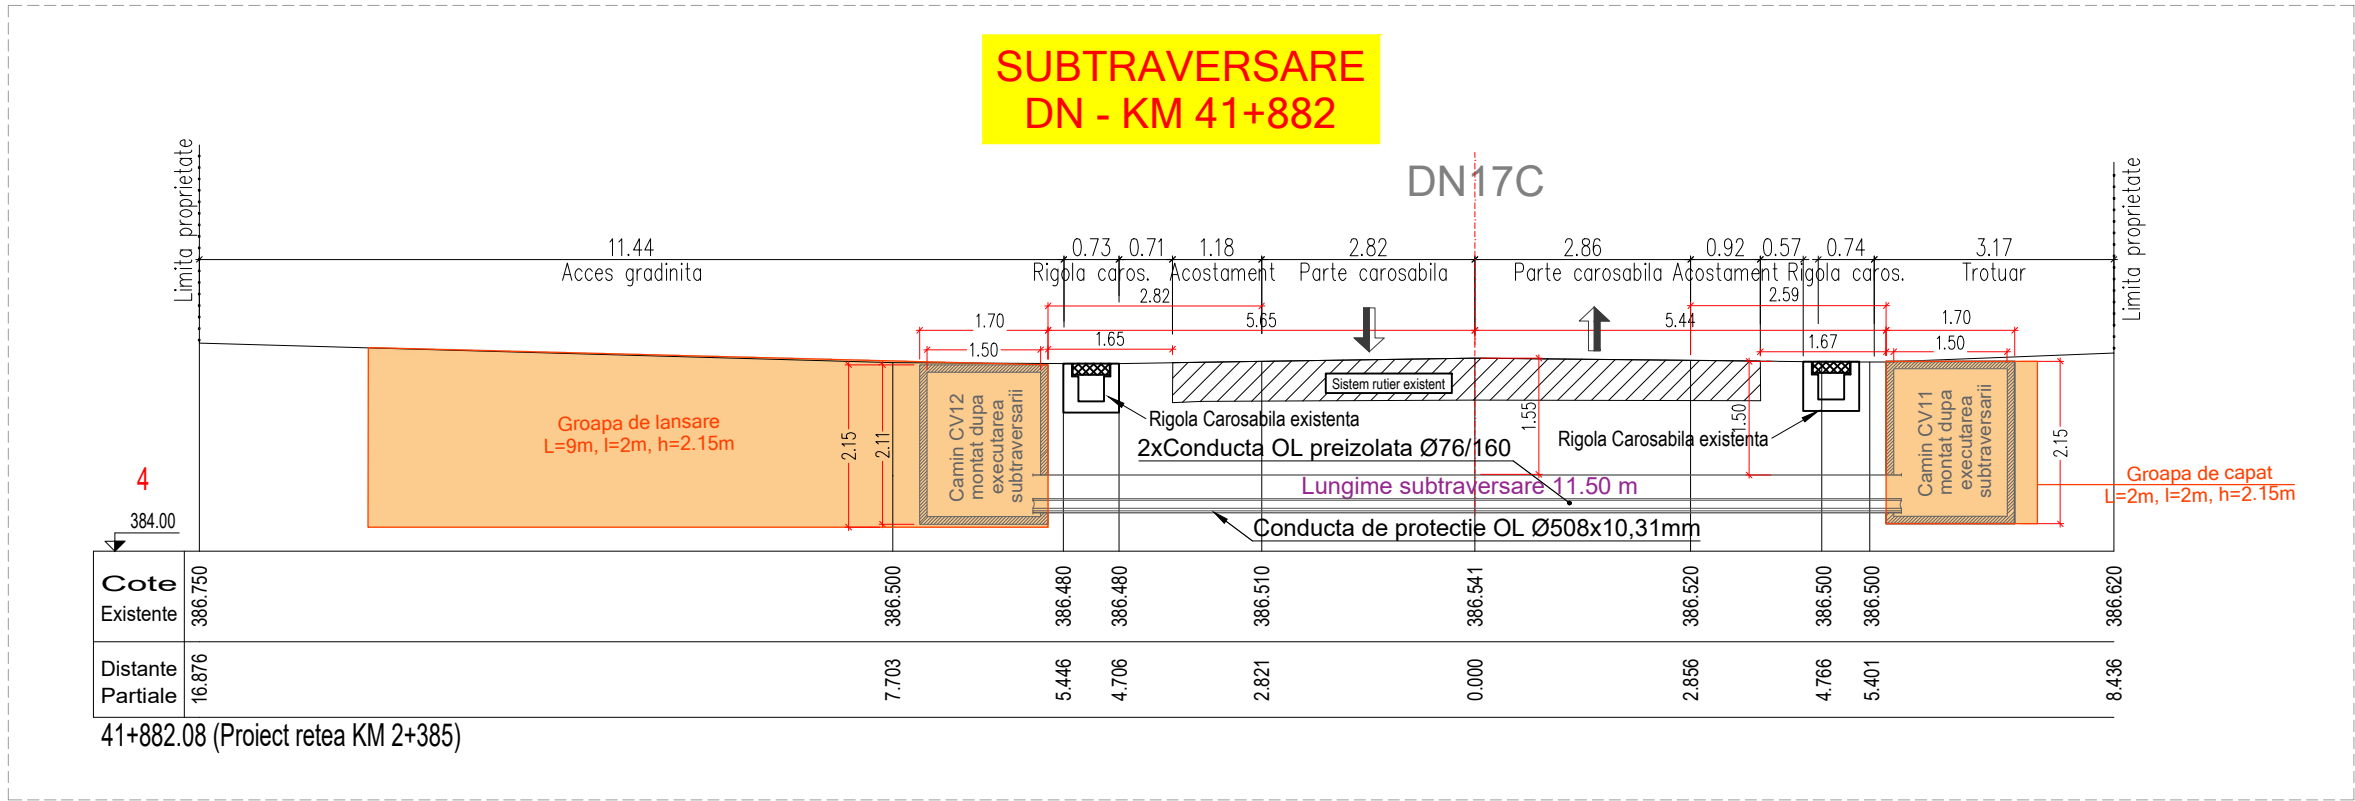 SUBTRAVERSARE
DN - KM 41+882
DN17C
Limita proprietate
Limita proprietate
11.44
0.73
0.71
1.18
2.82
2.86
0.92
0.57
0.74
3.17
Acces gradinita
Rigola caros.
Acostament
Parte carosabila
Parte carosabila
Acostament
Rigola caros.
Trotuar
2.82
2.59
1.70
5.65
5.44
1.70
1.50
1.65
1.67
1.50
Sistem rutier existent
Groapa de lansare
L=9m, l=2m, h=2.15m
2.15
2.11
Camin CV12
montat dupa
executarea
subtraversarii
Rigola Carosabila existenta
1.55
1.50
Rigola Carosabila existenta
2xConducta OL preizolata Ø76/160
Lungime subtraversare 11.50 m
Conducta de protectie OL Ø508x10,31mm
Camin CV11
montat dupa
executarea
subtraversarii
2.15
Groapa de capat
L=2m, l=2m, h=2.15m
4
384.00
Cote
Existente
386.750
386.500
386.480
386.480
386.510
386.541
386.520
386.500
386.500
386.620
Distante
Partiale
16.876
7.703
5.446
4.706
2.821
0.000
2.856
4.766
5.401
8.436
41+882.08 (Proiect retea KM 2+385)